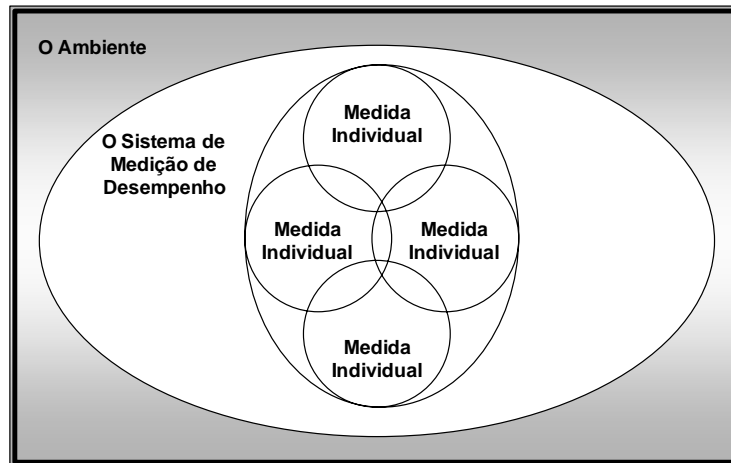 O Ambiente
Medida
Individual
O Sistema de
Medição de
Desempenho
Medida
Individual
Medida
Individual
Medida
Individual